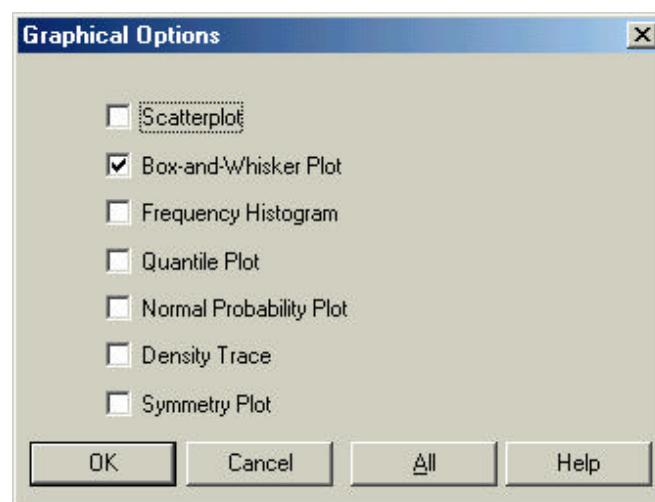 Graphical Options
Scatterplot
Box-and-Whisker Plot
Frequency Histogram
Quantile Plot
Normal Probability Plot
Density Trace
Symmetry Plot
OK Cancel All Help